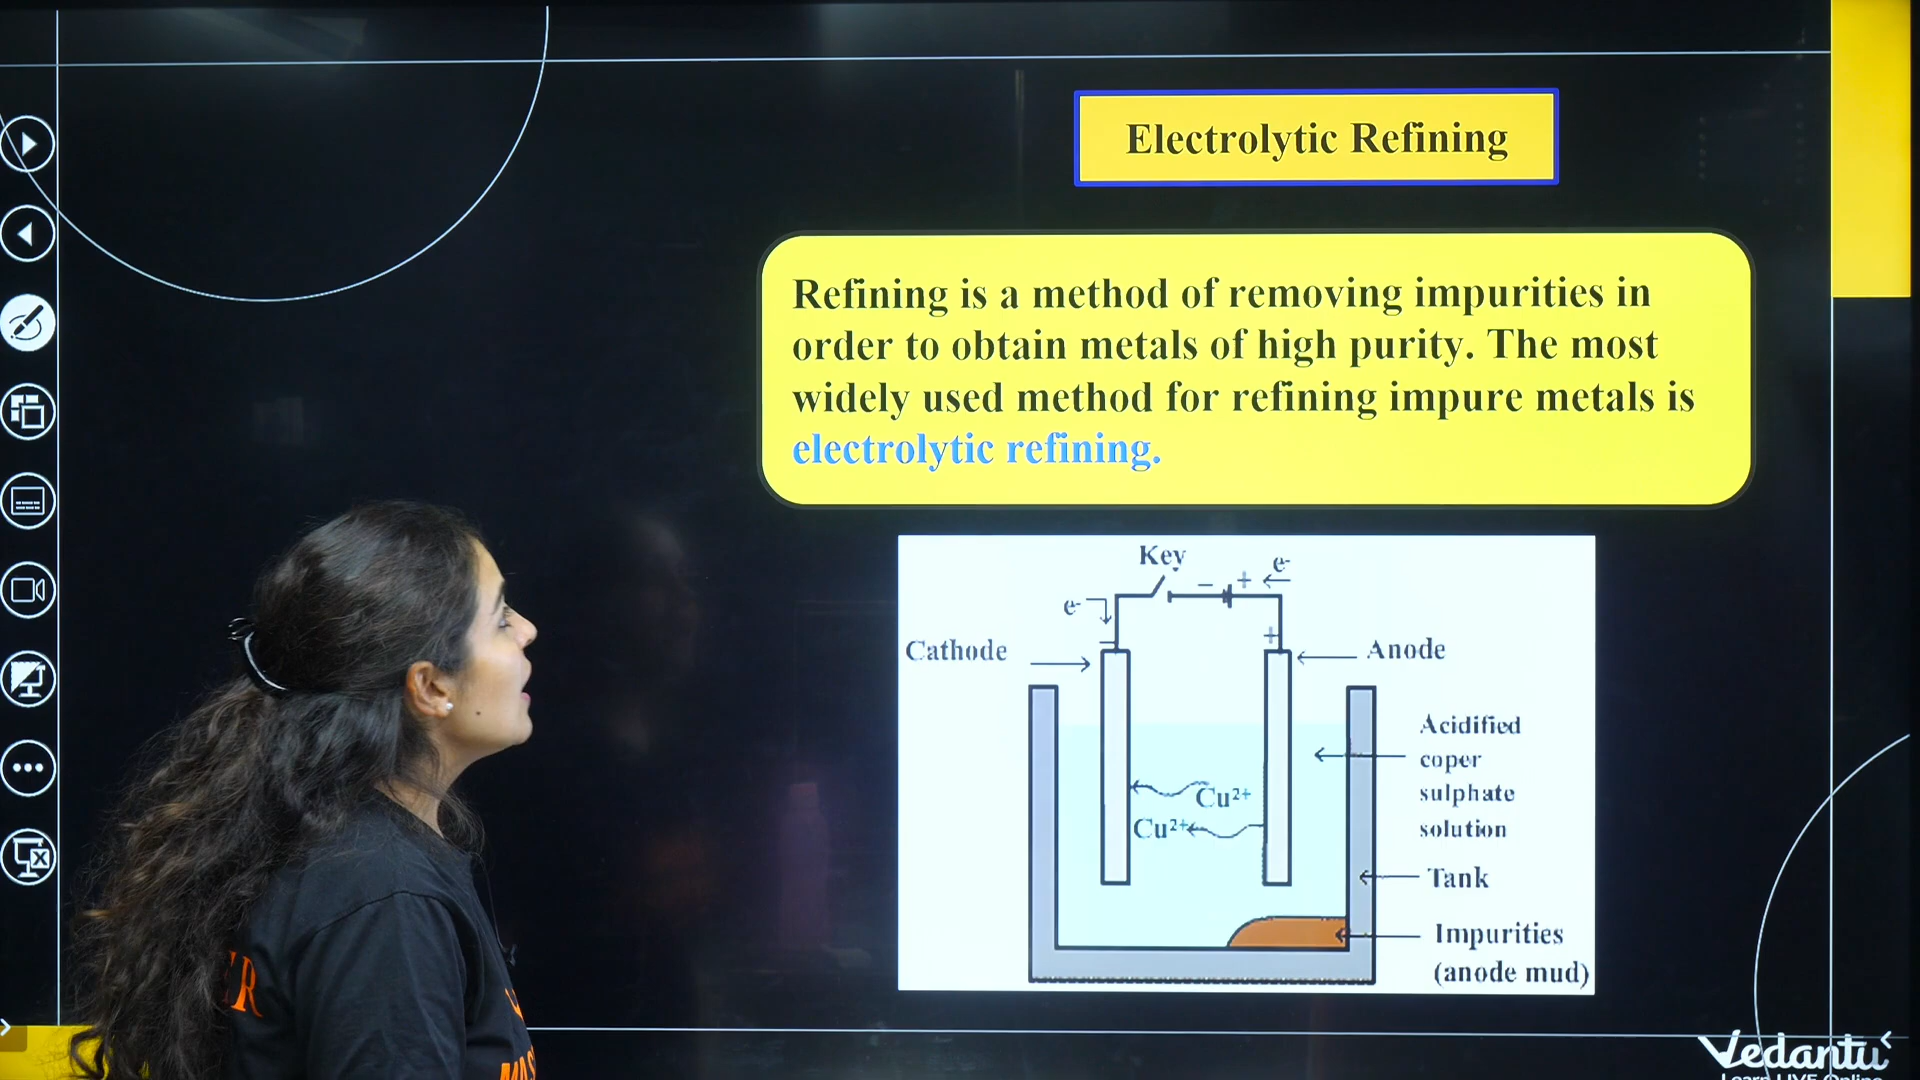 Electrolytic Refining
Refining is a method of removing impurities in
order to obtain metals of high purity. The most
widely used method for refining impure metals is
electrolytic refining.
Key
e-
- +
e-
- +
Cathode
Anode
Acidified
coper
sulphate
solution
Cu²⁺
Cu²⁺
Tank
Impurities
(anode mud)
Vedantu